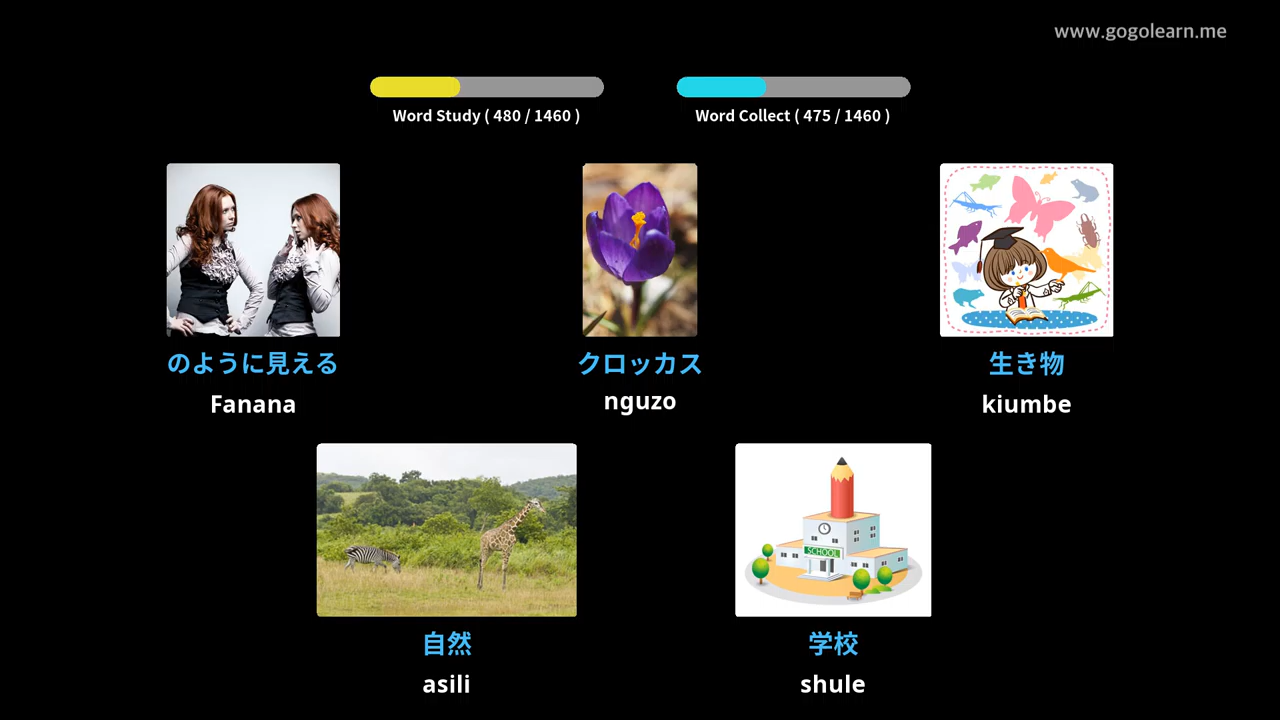 www.gogolearn.me
Word Study ( 480 / 1460 )
Word Collect ( 475 / 1460 )
のように見える
Fanana
クロッカス
nguzo
生き物
kiumbe
SCHOOL
自然
asili
学校
shule